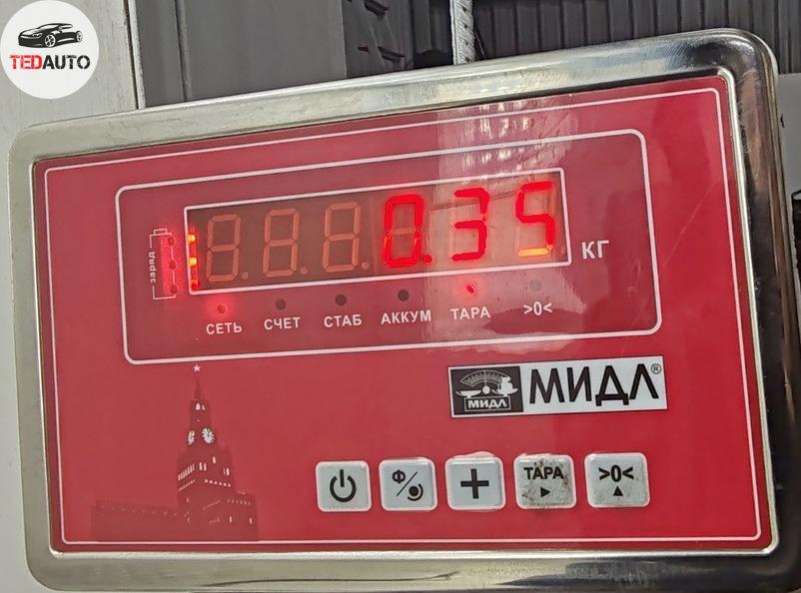 TEDAUTO
заряд
0.35
КГ
СЕТЬ СЧЕТ СТАБ АККУМ ТАРА >0<
МИДЛ МИДЛ®
Ф/ + ТАРА >0<